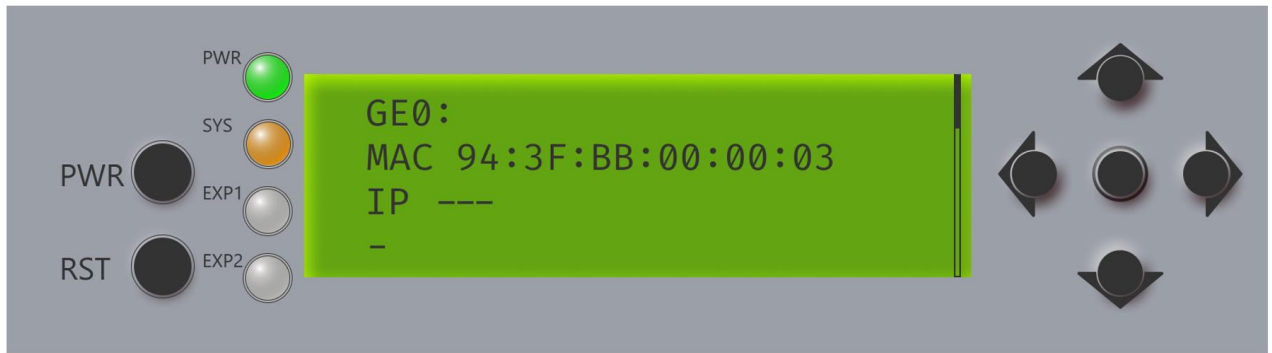 PWR
SYS
EXP1
EXP2
PWR
RST
GE0:
MAC 94:3F:BB:00:00:03
IP ---
-